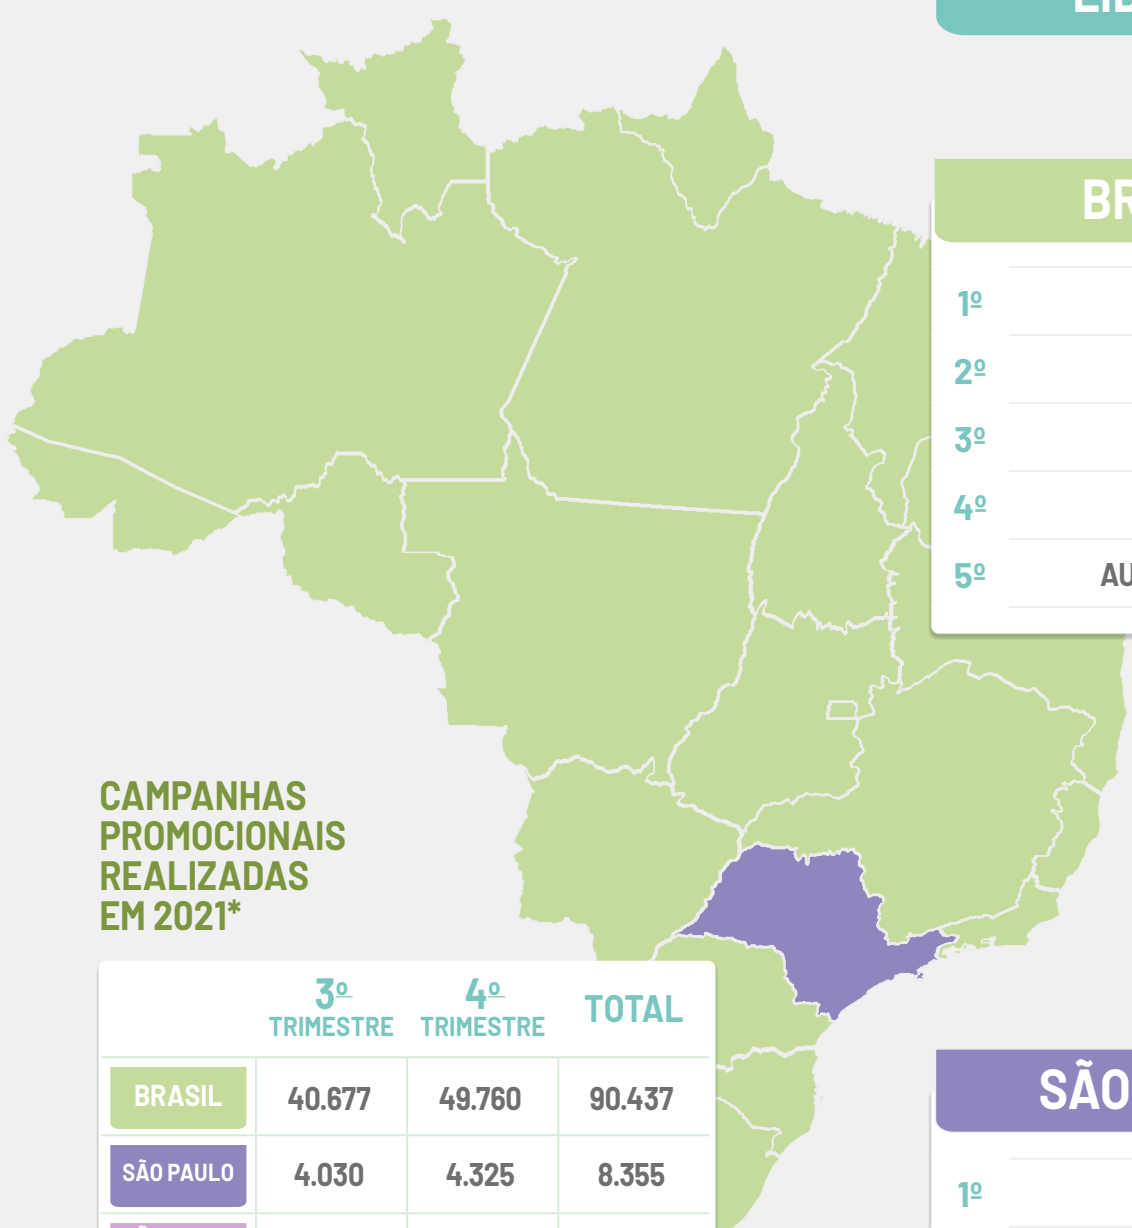 BR
1º
2º
3º
4º
5º
AU
CAMPANHAS
PROMOCIONAIS
REALIZADAS
EM 2021*
3º TRIMESTRE 4º TRIMESTRE TOTAL
BRASIL 40.677 49.760 90.437
SÃO PAULO 4.030 4.325 8.355
SÃO
1º